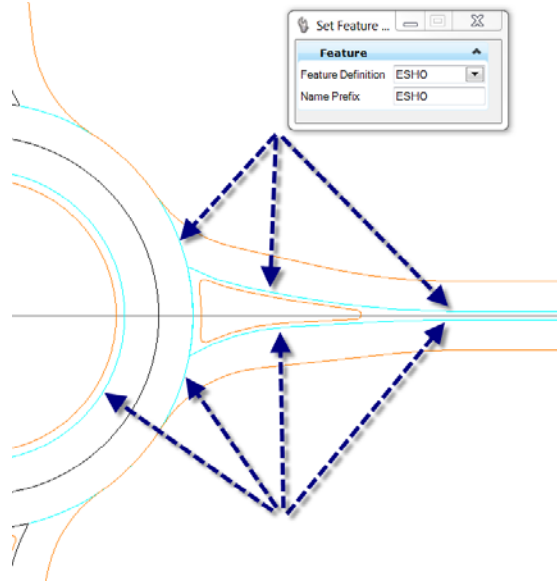 Set Feature ...
Feature
Feature Definition ESHO
Name Prefix ESHO